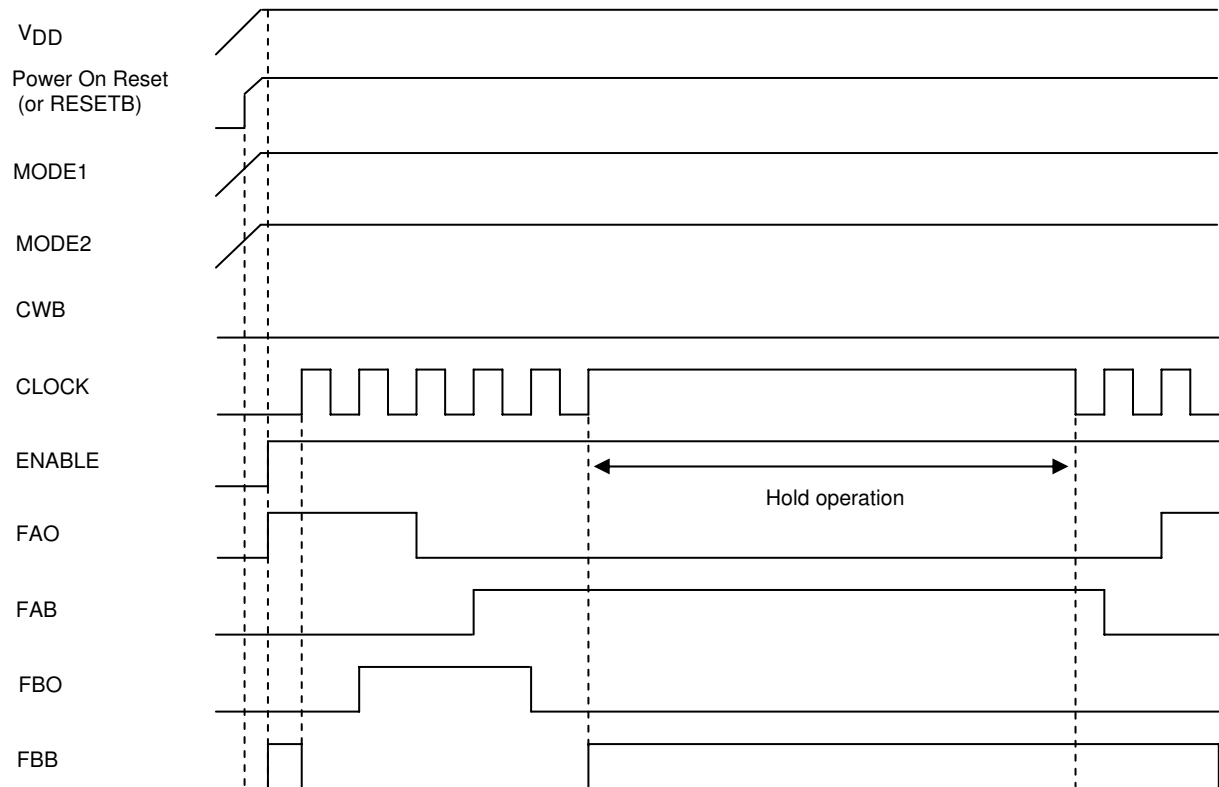 VDD
Power On Reset
(or RESETB)
MODE1
MODE2
CWB
CLOCK
ENABLE
Hold operation
FAO
FAB
FBO
FBB